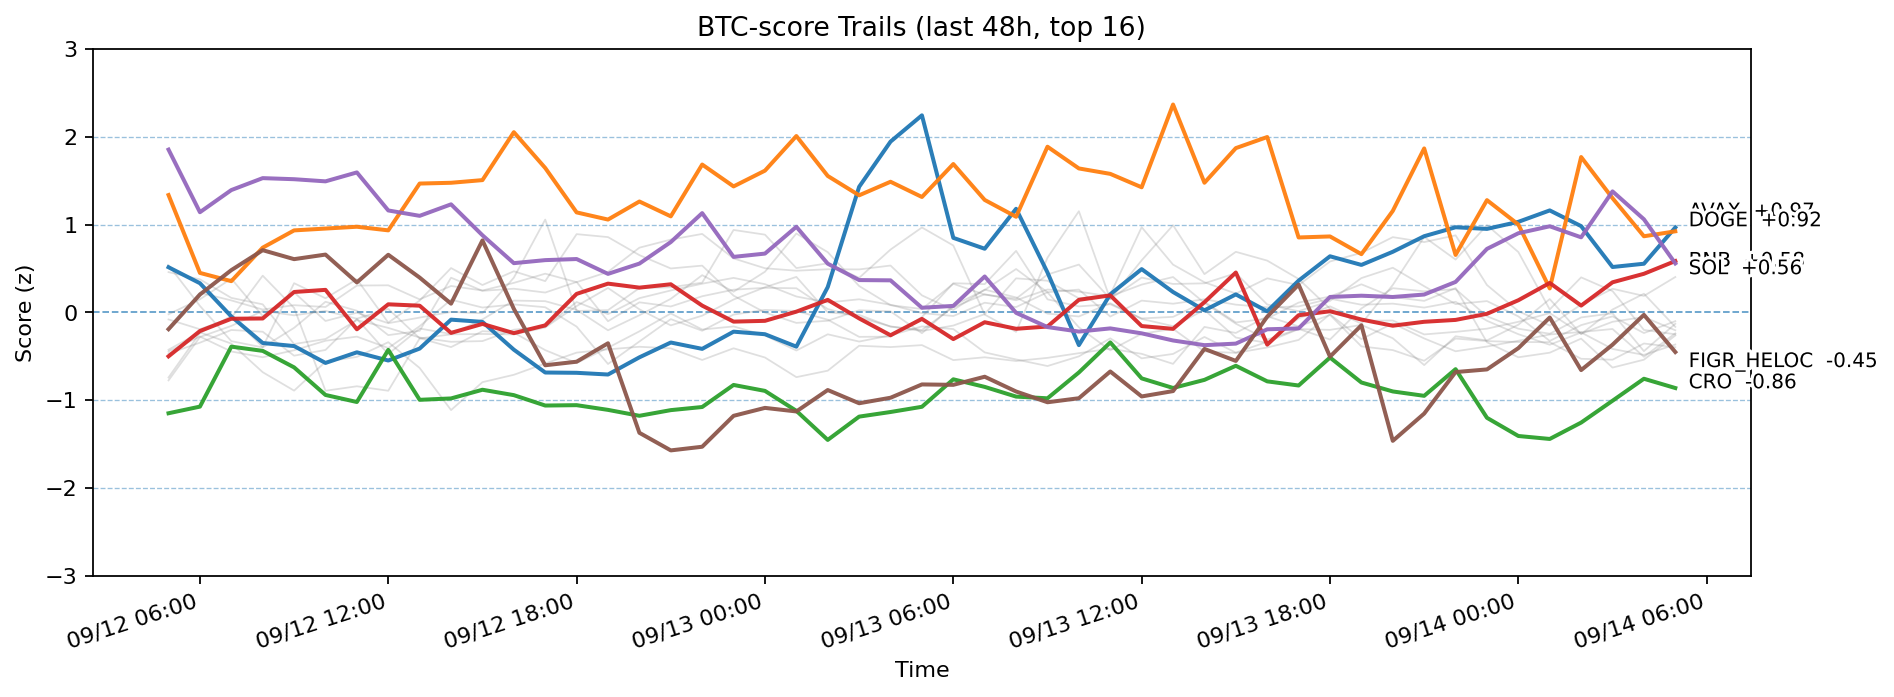 BTC-score Trails (last 48h, top 16)
Score (z)
3
2
1
0
−1
−2
−3
AVAX +0.97
DOGE +0.92
SOL +0.56
FIGR_HELOC -0.45
CRO -0.86
09/12 06:00
09/12 12:00
09/12 18:00
09/13 00:00
09/13 06:00
09/13 12:00
09/13 18:00
09/14 00:00
09/14 06:00
Time